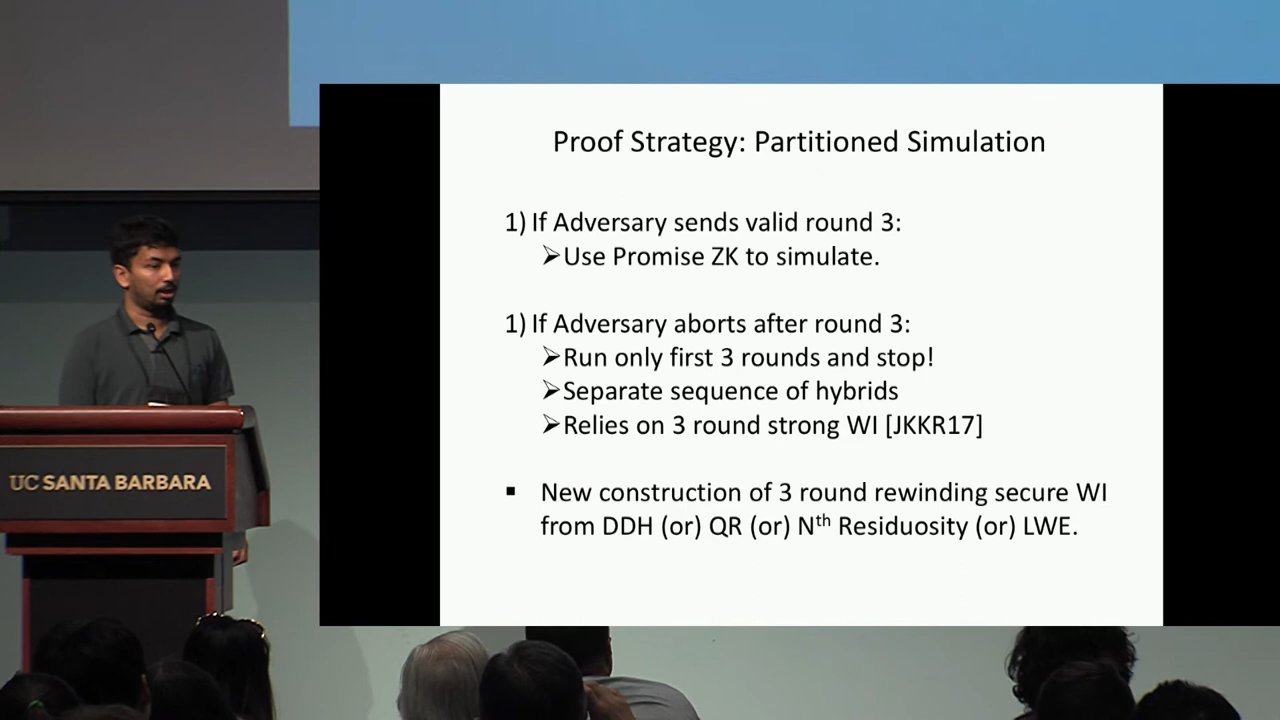 Proof Strategy: Partitioned Simulation
1) If Adversary sends valid round 3:
➢Use Promise ZK to simulate.
1) If Adversary aborts after round 3:
➢Run only first 3 rounds and stop!
➢Separate sequence of hybrids
➢Relies on 3 round strong WI [JKKR17]
▪ New construction of 3 round rewinding secure WI
from DDH (or) QR (or) Nth Residuosity (or) LWE.
UC SANTA BARBARA